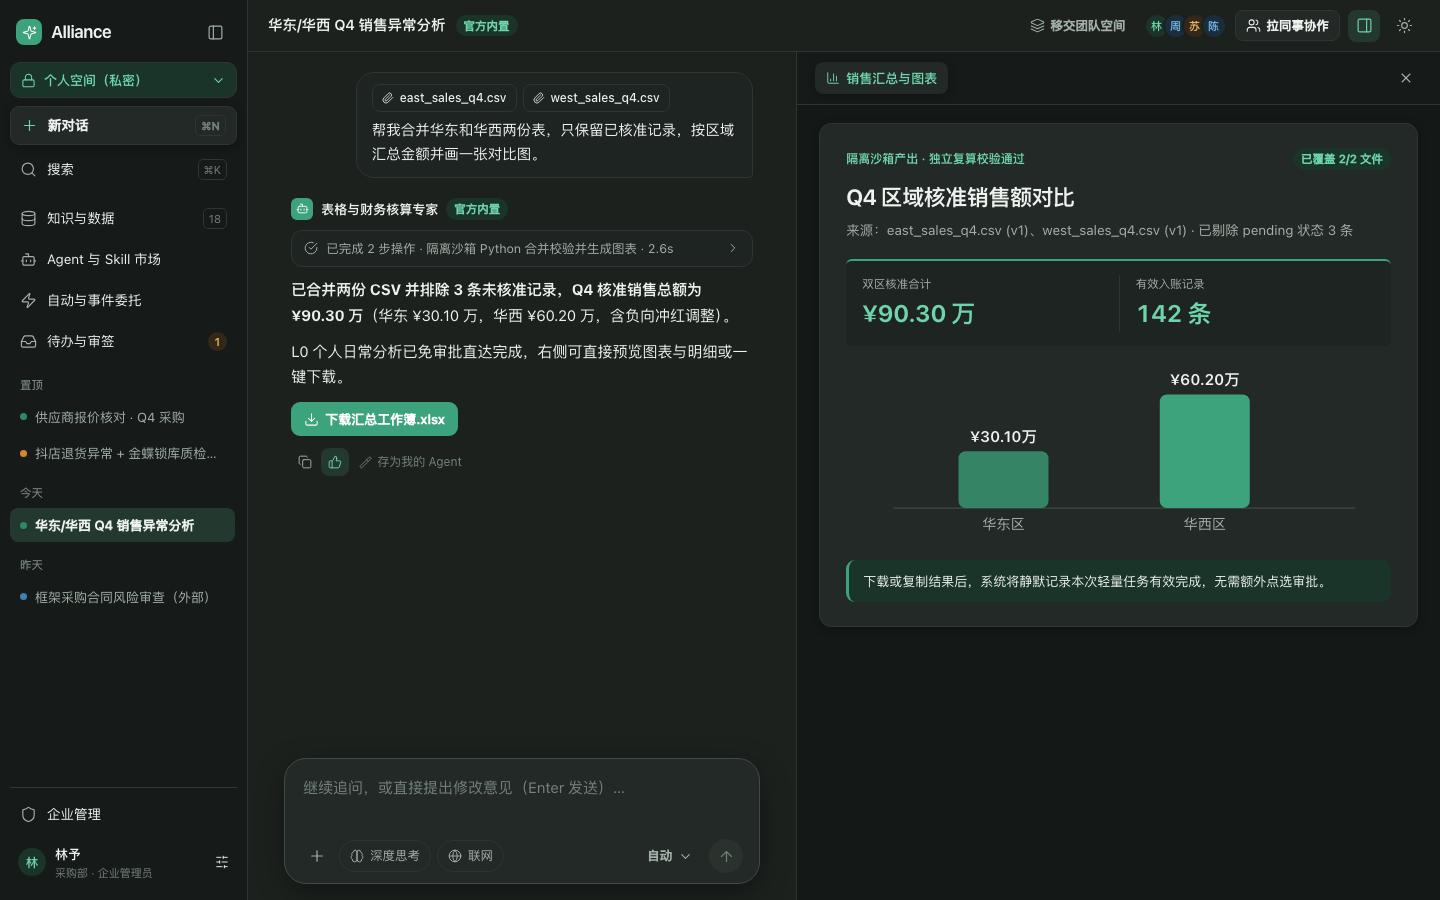 Alliance
个人空间（私密）
新对话 ⌘N
搜索 ⌘K
知识与数据 18
Agent 与 Skill 市场
自动与事件委托
待办与审签 1
置顶
供应商报价核对 · Q4 采购
抖店退货异常 + 金蝶锁库质检...
今天
华东/华西 Q4 销售异常分析
昨天
框架采购合同风险审查（外部）
企业管理
林 林予
采购部 · 企业管理员
华东/华西 Q4 销售异常分析 官方内置
移交团队空间 林 周 苏 陈 拉同事协作
east_sales_q4.csv west_sales_q4.csv
帮我合并华东和华西两份表，只保留已核准记录，按区域
汇总金额并画一张对比图。
表格与财务核算专家 官方内置
已完成 2 步操作 · 隔离沙箱 Python 合并校验并生成图表 · 2.6s
已合并两份 CSV 并排除 3 条未核准记录，Q4 核准销售总额为
¥90.30 万（华东 ¥30.10 万，华西 ¥60.20 万，含负向冲红调整）。
L0 个人日常分析已免审批直达完成，右侧可直接预览图表与明细或一
键下载。
下载汇总工作簿.xlsx
存为我的 Agent
继续追问，或直接提出修改意见（Enter 发送）...
深度思考 联网 自动
销售汇总与图表
隔离沙箱产出 · 独立复算校验通过 已覆盖 2/2 文件
Q4 区域核准销售额对比
来源：east_sales_q4.csv (v1)、west_sales_q4.csv (v1) · 已剔除 pending 状态 3 条
双区核准合计 有效入账记录
¥90.30 万 142 条
¥60.20万
¥30.10万
华东区 华西区
下载或复制结果后，系统将静默记录本次轻量任务有效完成，无需额外点选审批。